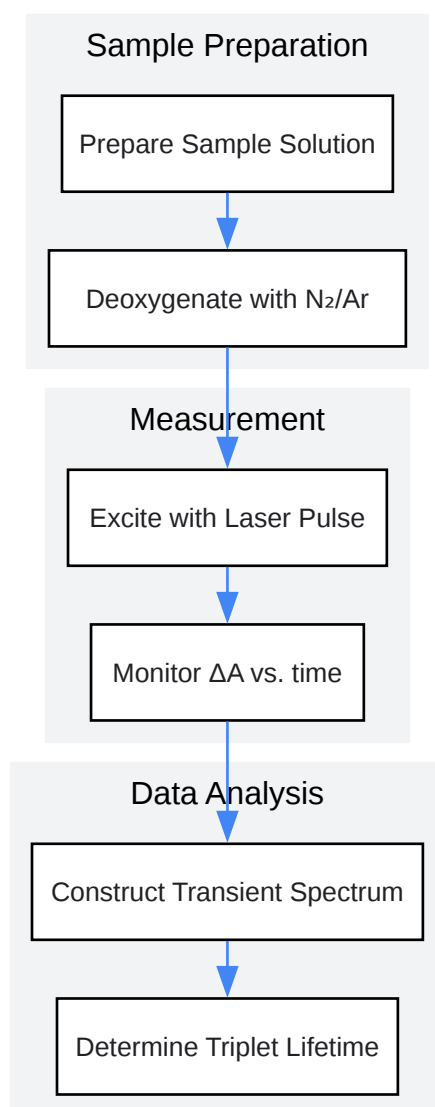 Sample Preparation
Prepare Sample Solution
Deoxygenate with N₂/Ar
Measurement
Excite with Laser Pulse
Monitor ΔA vs. time
Data Analysis
Construct Transient Spectrum
Determine Triplet Lifetime